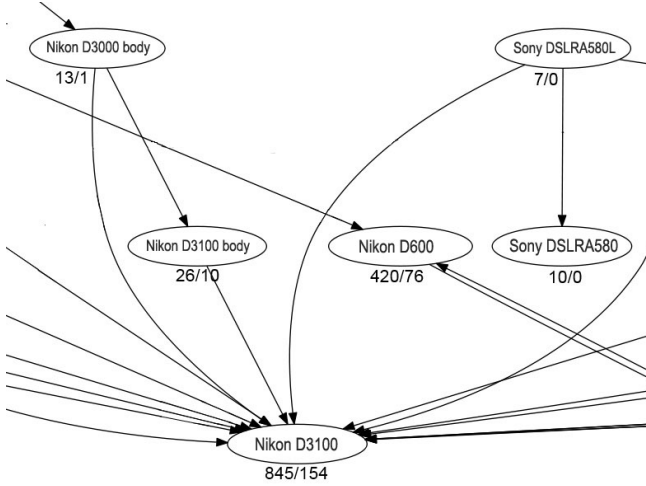 Nikon D3000 body
13/1
Sony DSLRA580L
7/0
Nikon D3100 body
26/10
Nikon D600
420/76
Sony DSLRA580
10/0
Nikon D3100
845/154